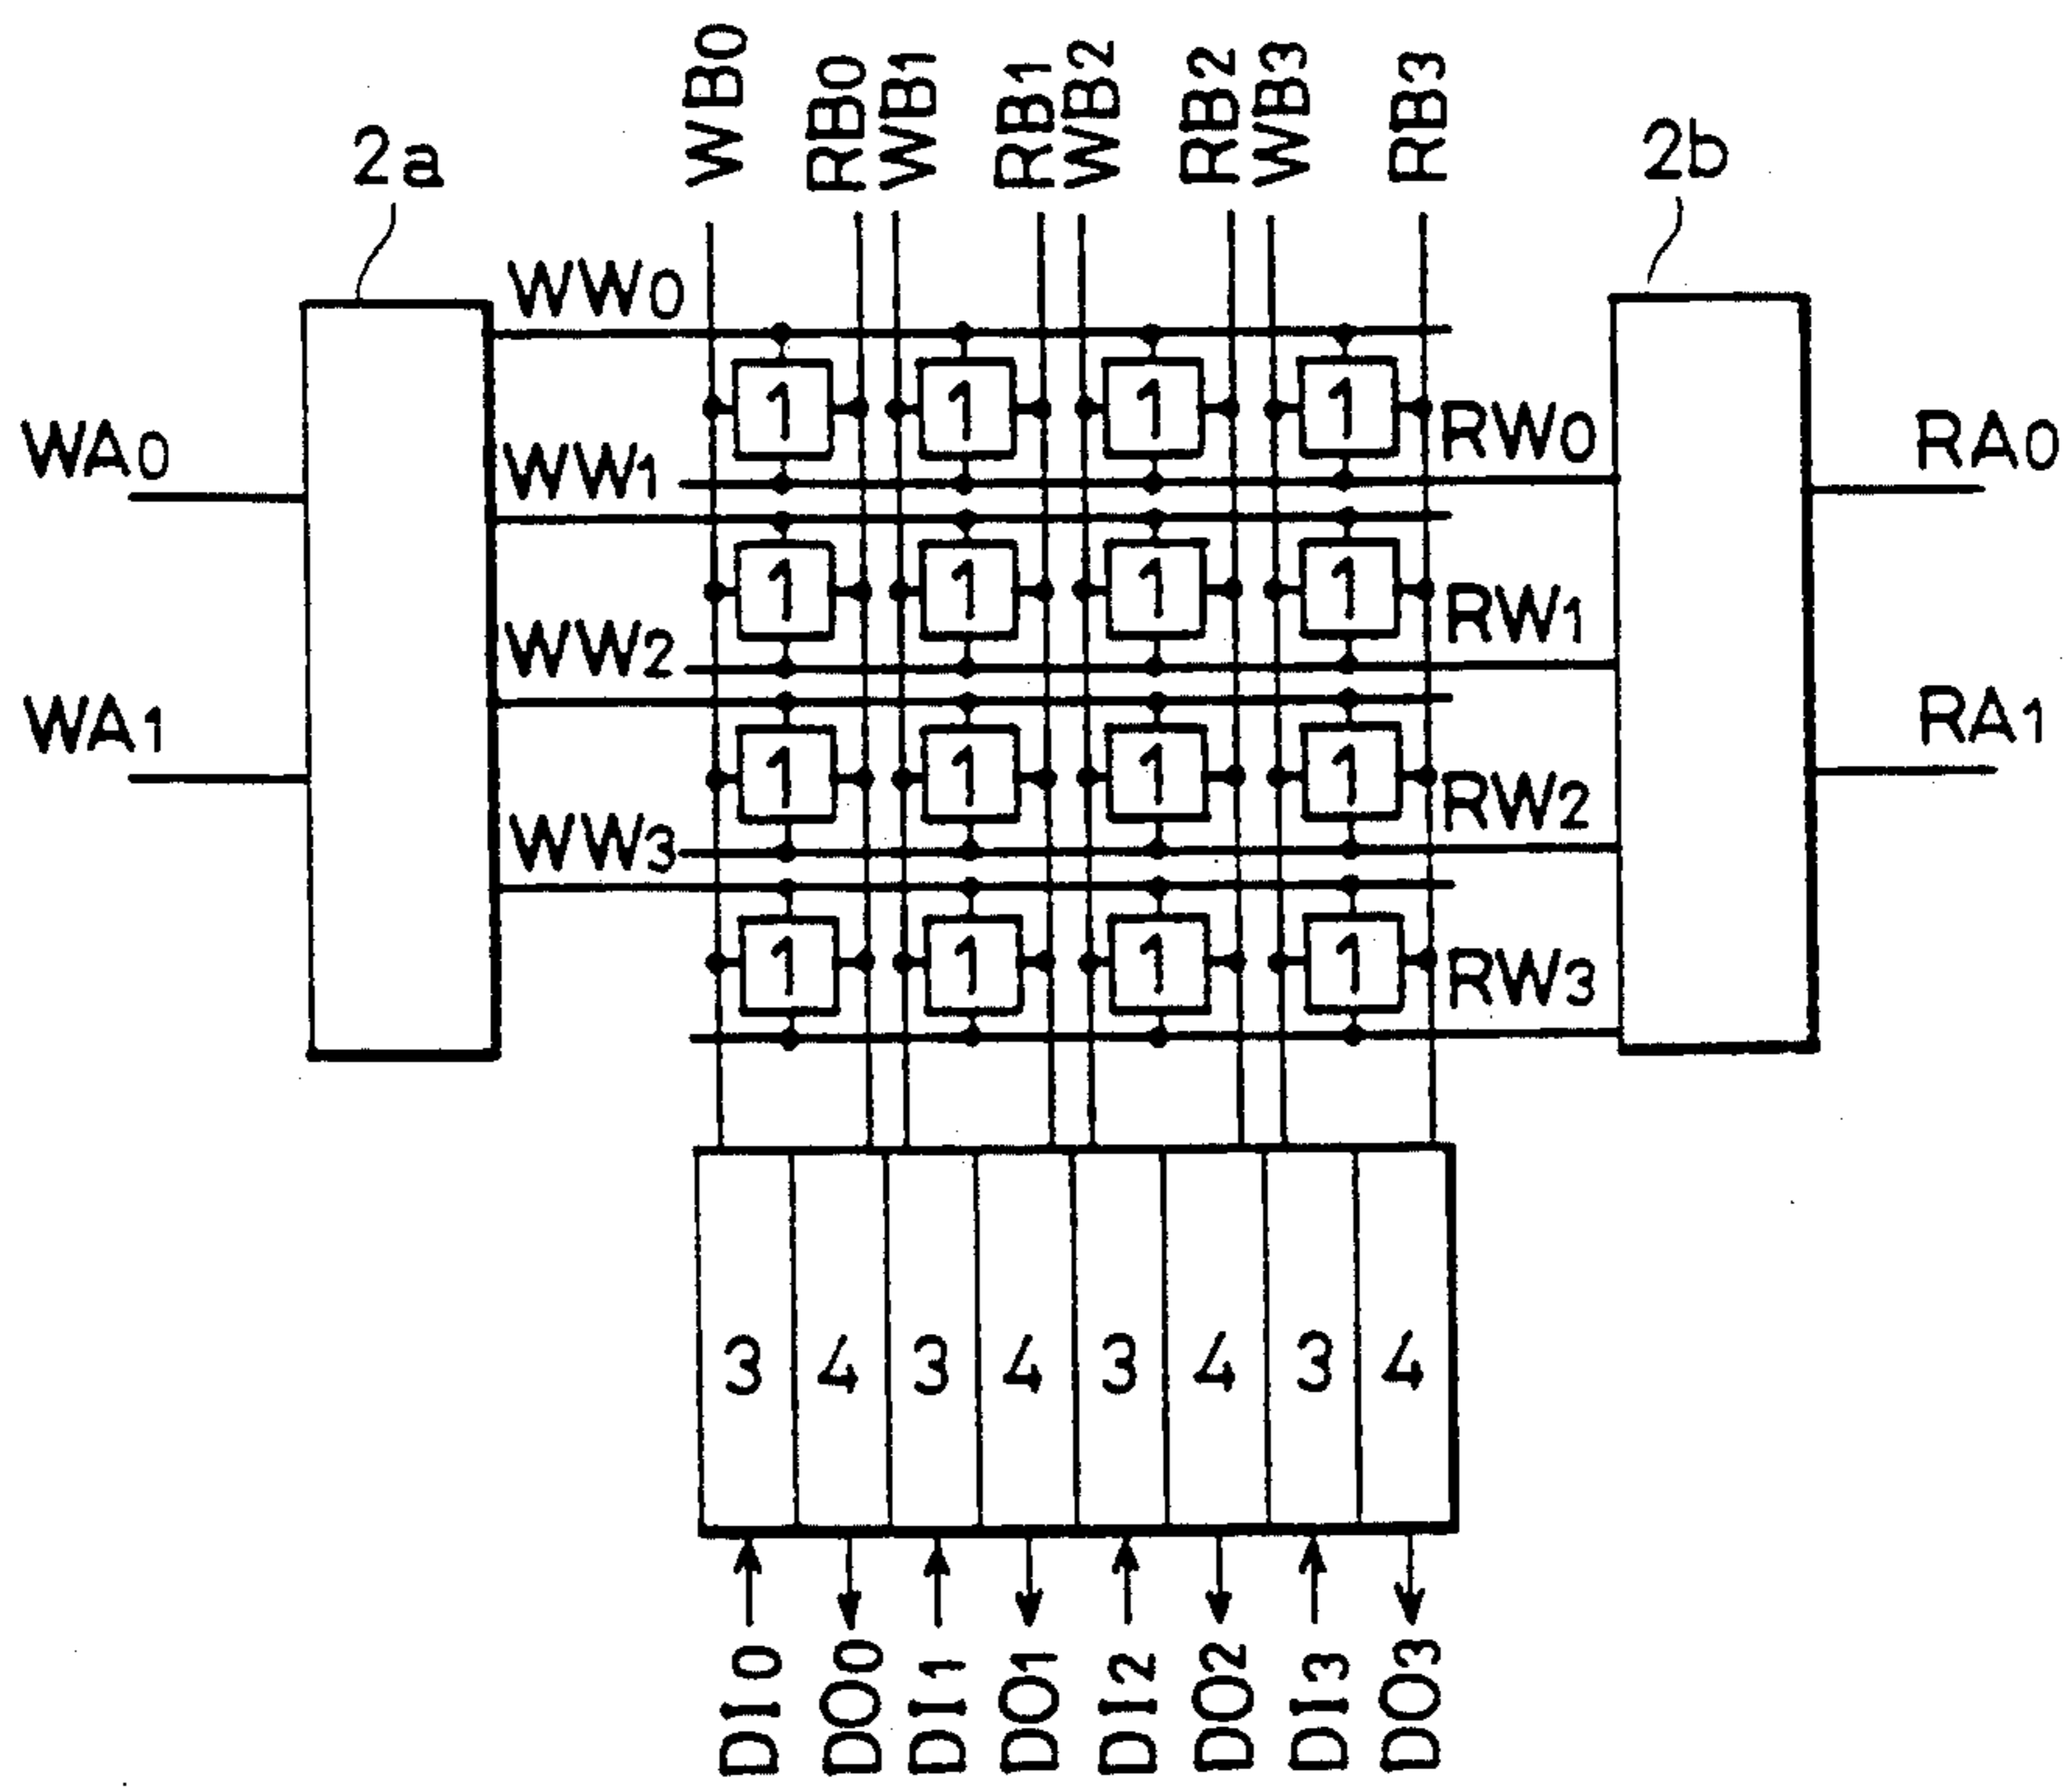 WB0 RB0 WB1 RB1 WB2 RB2 WB3 RB3
2a 2b
WW0
1 1 1 1
WA0 WW1 RW0 RA0
1 1 1 1
WW2 RW1
WA1 RA1
1 1 1 1
WW3 RW2
1 1 1 1
RW3
3 4 3 4 3 4 3 4
DI0 DO0 DI1 DO1 DI2 DO2 DI3 DO3